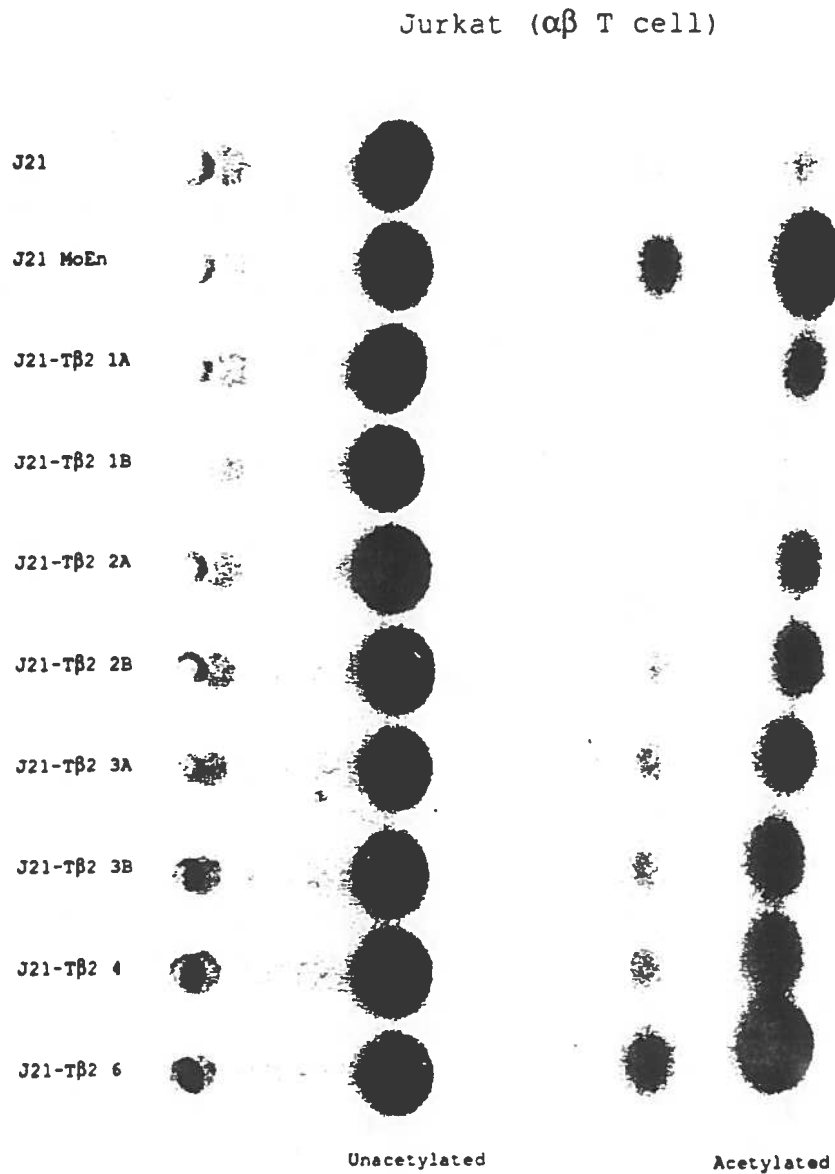 Jurkat (αβ T cell)
J21
J21 MoEn
J21-Tβ2 1A
J21-Tβ2 1B
J21-Tβ2 2A
J21-Tβ2 2B
J21-Tβ2 3A
J21-Tβ2 3B
J21-Tβ2 4
J21-Tβ2 6
Unacetylated Acetylated